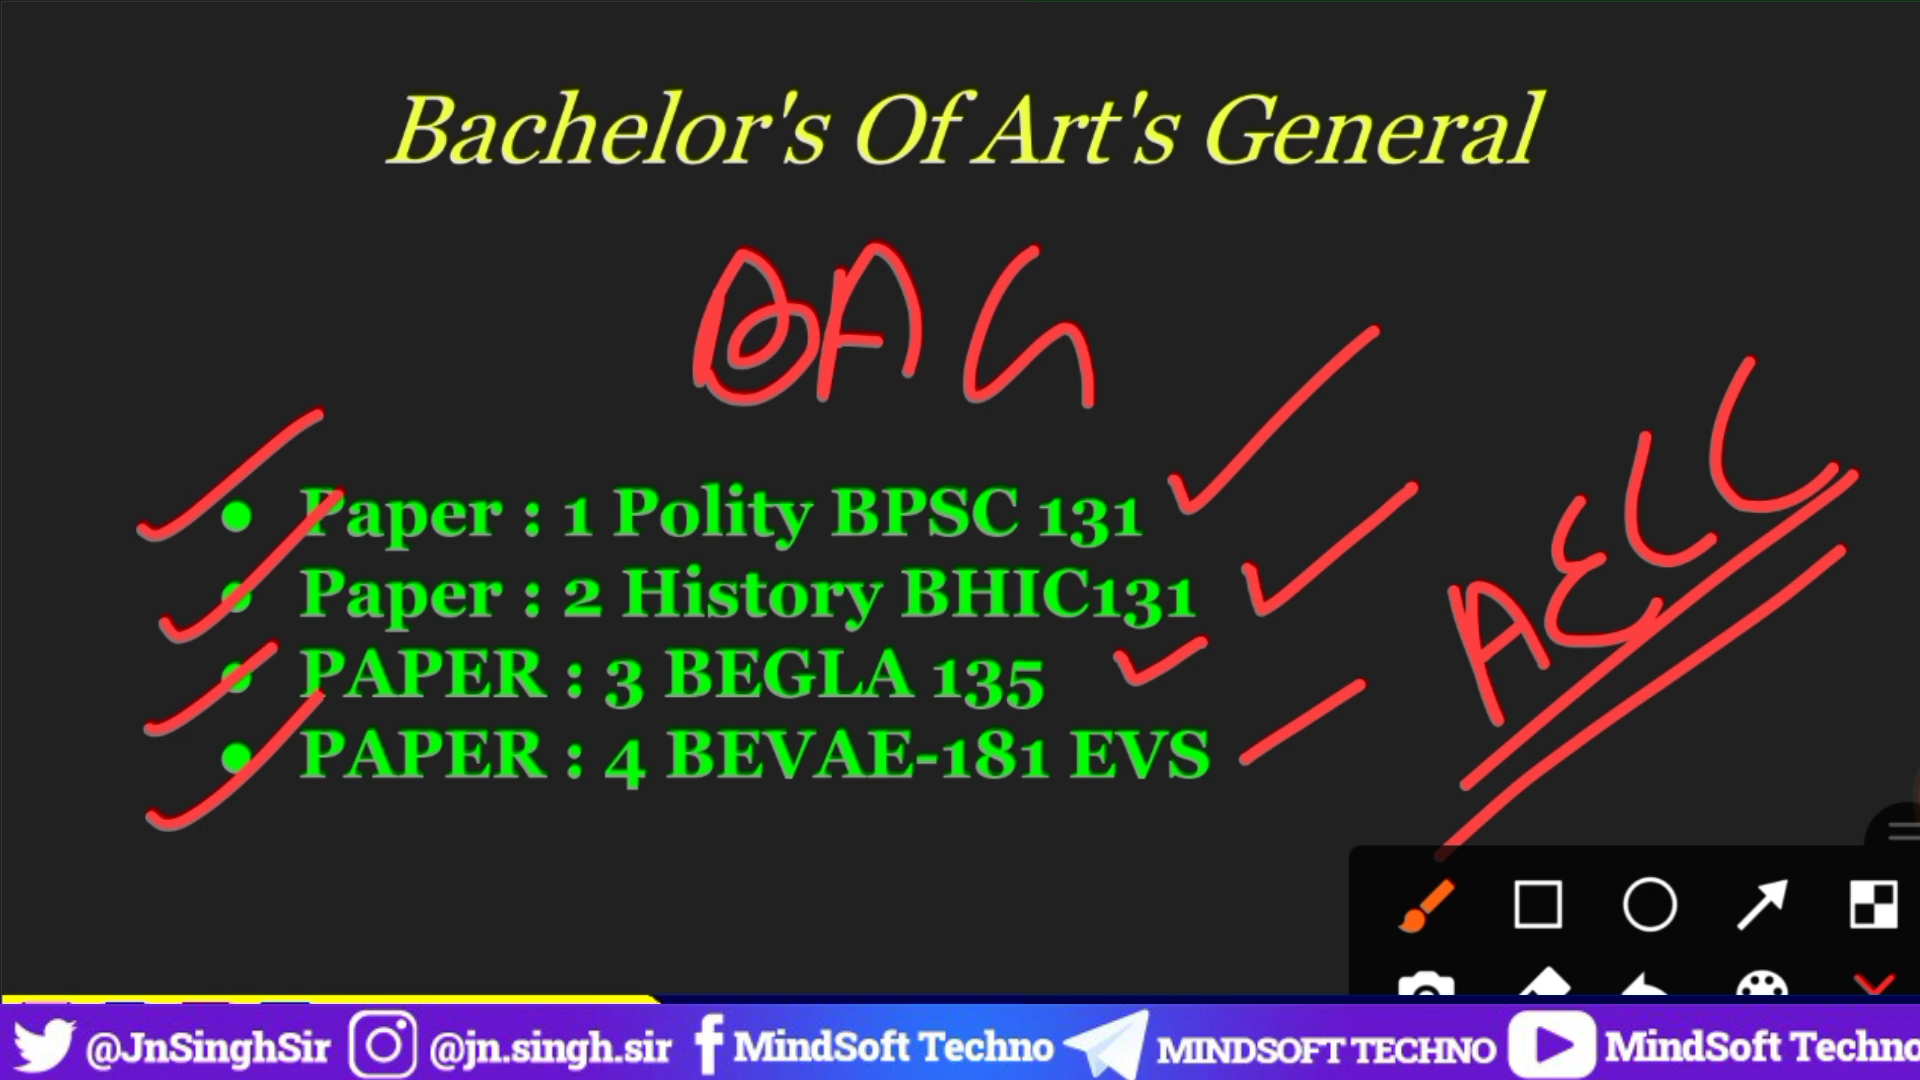 Bachelor's Of Art's General
BAG
Paper : 1 Polity BPSC 131
Paper : 2 History BHIC131
PAPER : 3 BEGLA 135
PAPER : 4 BEVAE-181 EVS
AECC
@JnSinghSir @jn.singh.sir MindSoft Techno MINDSOFT TECHNO MindSoft Techno